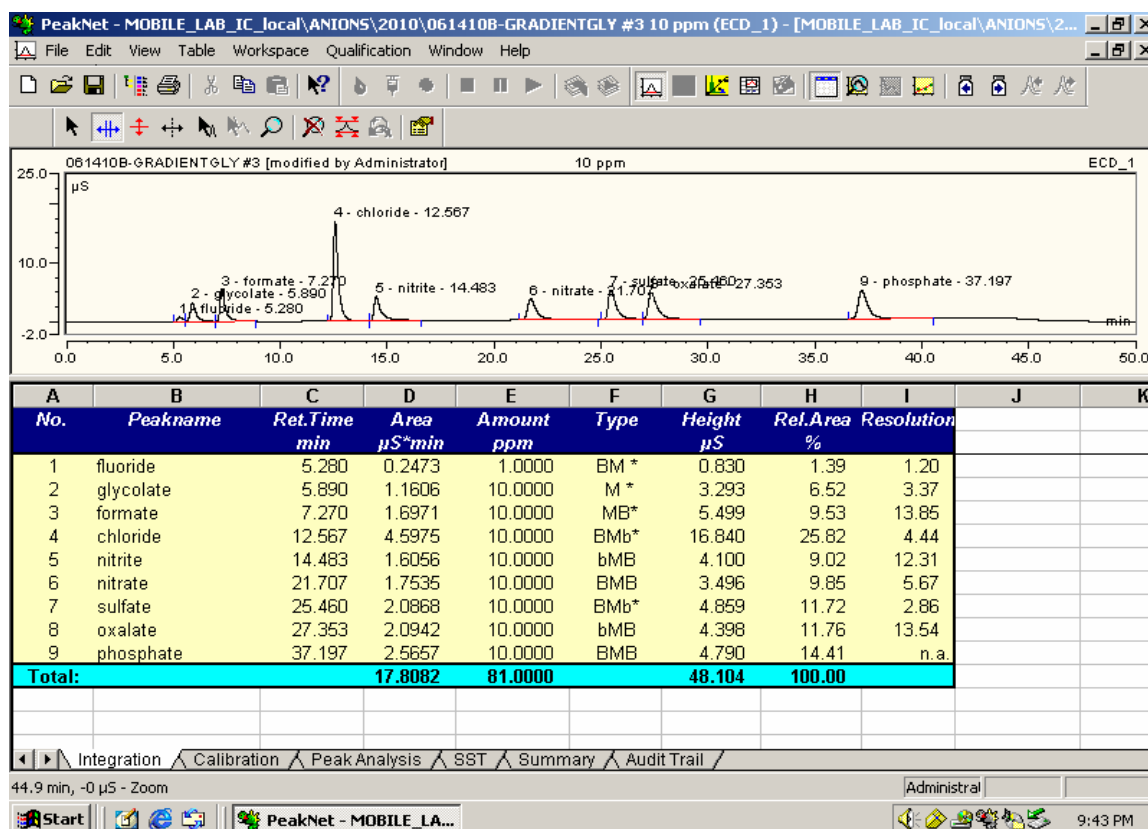 PeakNet - MOBILE_LAB_IC_local\ANIONS\2010\061410B-GRADIENTGLY #3 10 ppm (ECD_1) - [MOBILE_LAB_IC_local\ANIONS\2...
File Edit View Table Workspace Qualification Window Help
061410B-GRADIENTGLY #3 [modified by Administrator] 10 ppm ECD_1
25.0
µS
4 - chloride - 12.567
10.0
3 - formate - 7.270
7 - sulfate - 25.460
9 - phosphate - 37.197
8 - oxalate - 27.353
5 - nitrite - 14.483
6 - nitrate - 21.707
2 - glycolate - 5.890
1 - fluoride - 5.280
min
-2.0
0.0 5.0 10.0 15.0 20.0 25.0 30.0 35.0 40.0 45.0 50.0
A B C D E F G H I J K
No. Peakname Ret.Time Area Amount Type Height Rel.Area Resolution
min µS*min ppm µS %
1 fluoride 5.280 0.2473 1.0000 BM * 0.830 1.39 1.20
2 glycolate 5.890 1.1606 10.0000 M * 3.293 6.52 3.37
3 formate 7.270 1.6971 10.0000 MB* 5.499 9.53 13.85
4 chloride 12.567 4.5975 10.0000 BMb* 16.840 25.82 4.44
5 nitrite 14.483 1.6056 10.0000 bMB 4.100 9.02 12.31
6 nitrate 21.707 1.7535 10.0000 BMB 3.496 9.85 5.67
7 sulfate 25.460 2.0868 10.0000 BMb* 4.859 11.72 2.86
8 oxalate 27.353 2.0942 10.0000 bMB 4.398 11.76 13.54
9 phosphate 37.197 2.5657 10.0000 BMB 4.790 14.41 n.a.
Total: 17.8082 81.0000 48.104 100.00
Integration Calibration Peak Analysis SST Summary Audit Trail
44.9 min, -0 µS - Zoom Administral
Start PeakNet - MOBILE_LA... 9:43 PM